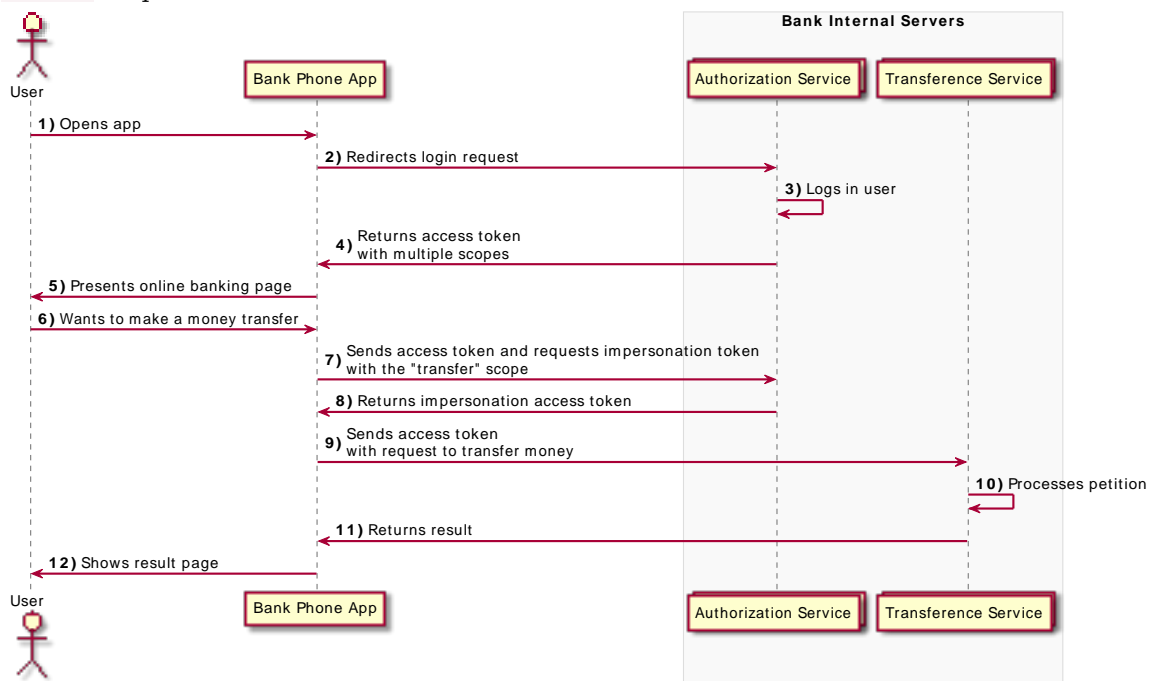 Bank Internal Servers
User
Bank Phone App
Authorization Service
Transference Service
1) Opens app
2) Redirects login request
3) Logs in user
4) Returns access token
with multiple scopes
5) Presents online banking page
6) Wants to make a money transfer
7) Sends access token and requests impersonation token
with the "transfer" scope
8) Returns impersonation access token
9) Sends access token
with request to transfer money
10) Processes petition
11) Returns result
12) Shows result page
User
Bank Phone App
Authorization Service
Transference Service